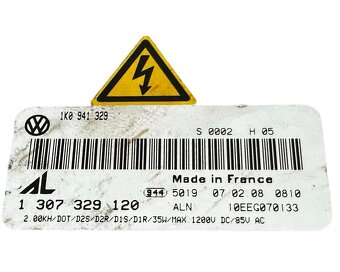 1K0 941 329
S 0002 H 05
Made in France
AL 944 5019 07 02 08 0810
1 307 329 120 ALN 10EEG070133
2.00KH/DOT/D2S/D2R/D1S/D1R/35W/MAX.1200V DC/85V AC